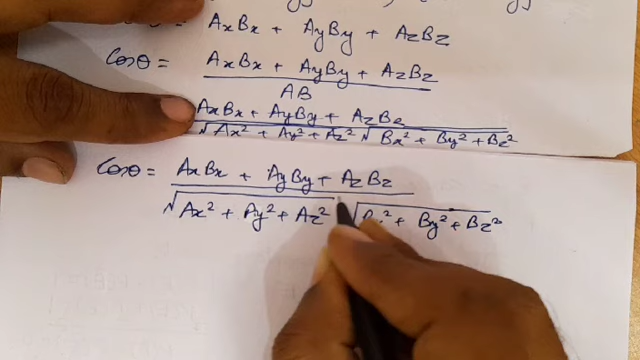 AxBx + AyBy + AzBz
Cosθ = AxBx + AyBy + AzBz
AB
AxBx + AyBy + AzBz
√Ax² + Ay² + Az² √Bx² + By² + Bz²
Cosθ = AxBx + AyBy + AzBz
√Ax² + Ay² + Az² √Bx² + By² + Bz²